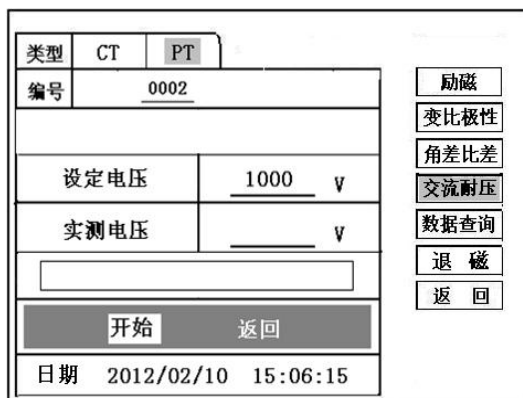 类型 CT PT
编号 0002
设定电压 1000 V
实测电压 V
开始 返回
日期 2012/02/10 15:06:15
励磁
变比极性
角差比差
交流耐压
数据查询
退 磁
返 回